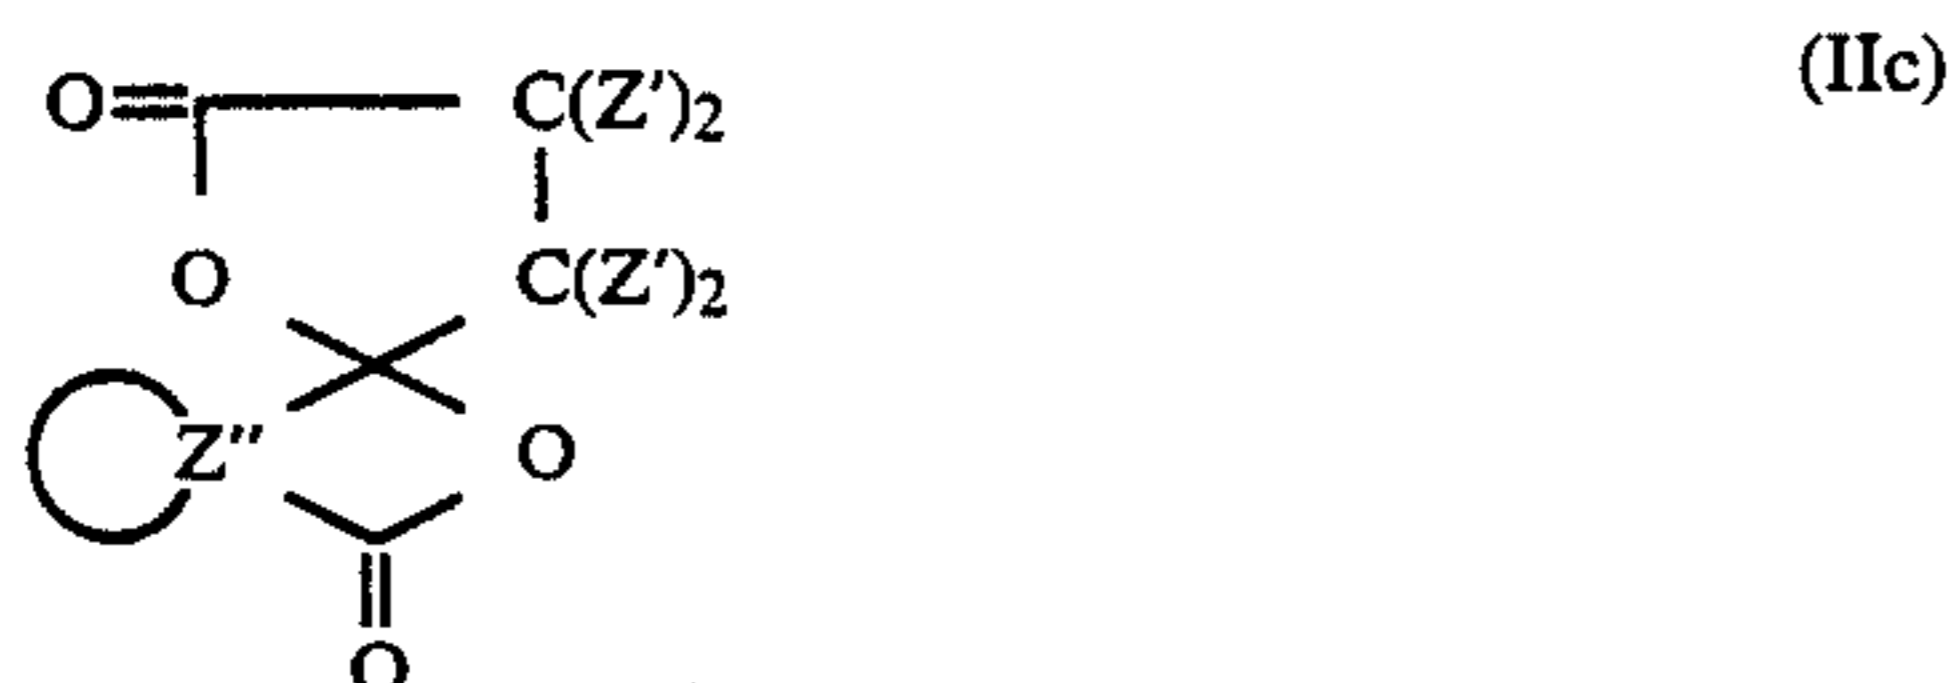 O C(Z′)2 (IIc)
O C(Z′)2
Z″ O
O